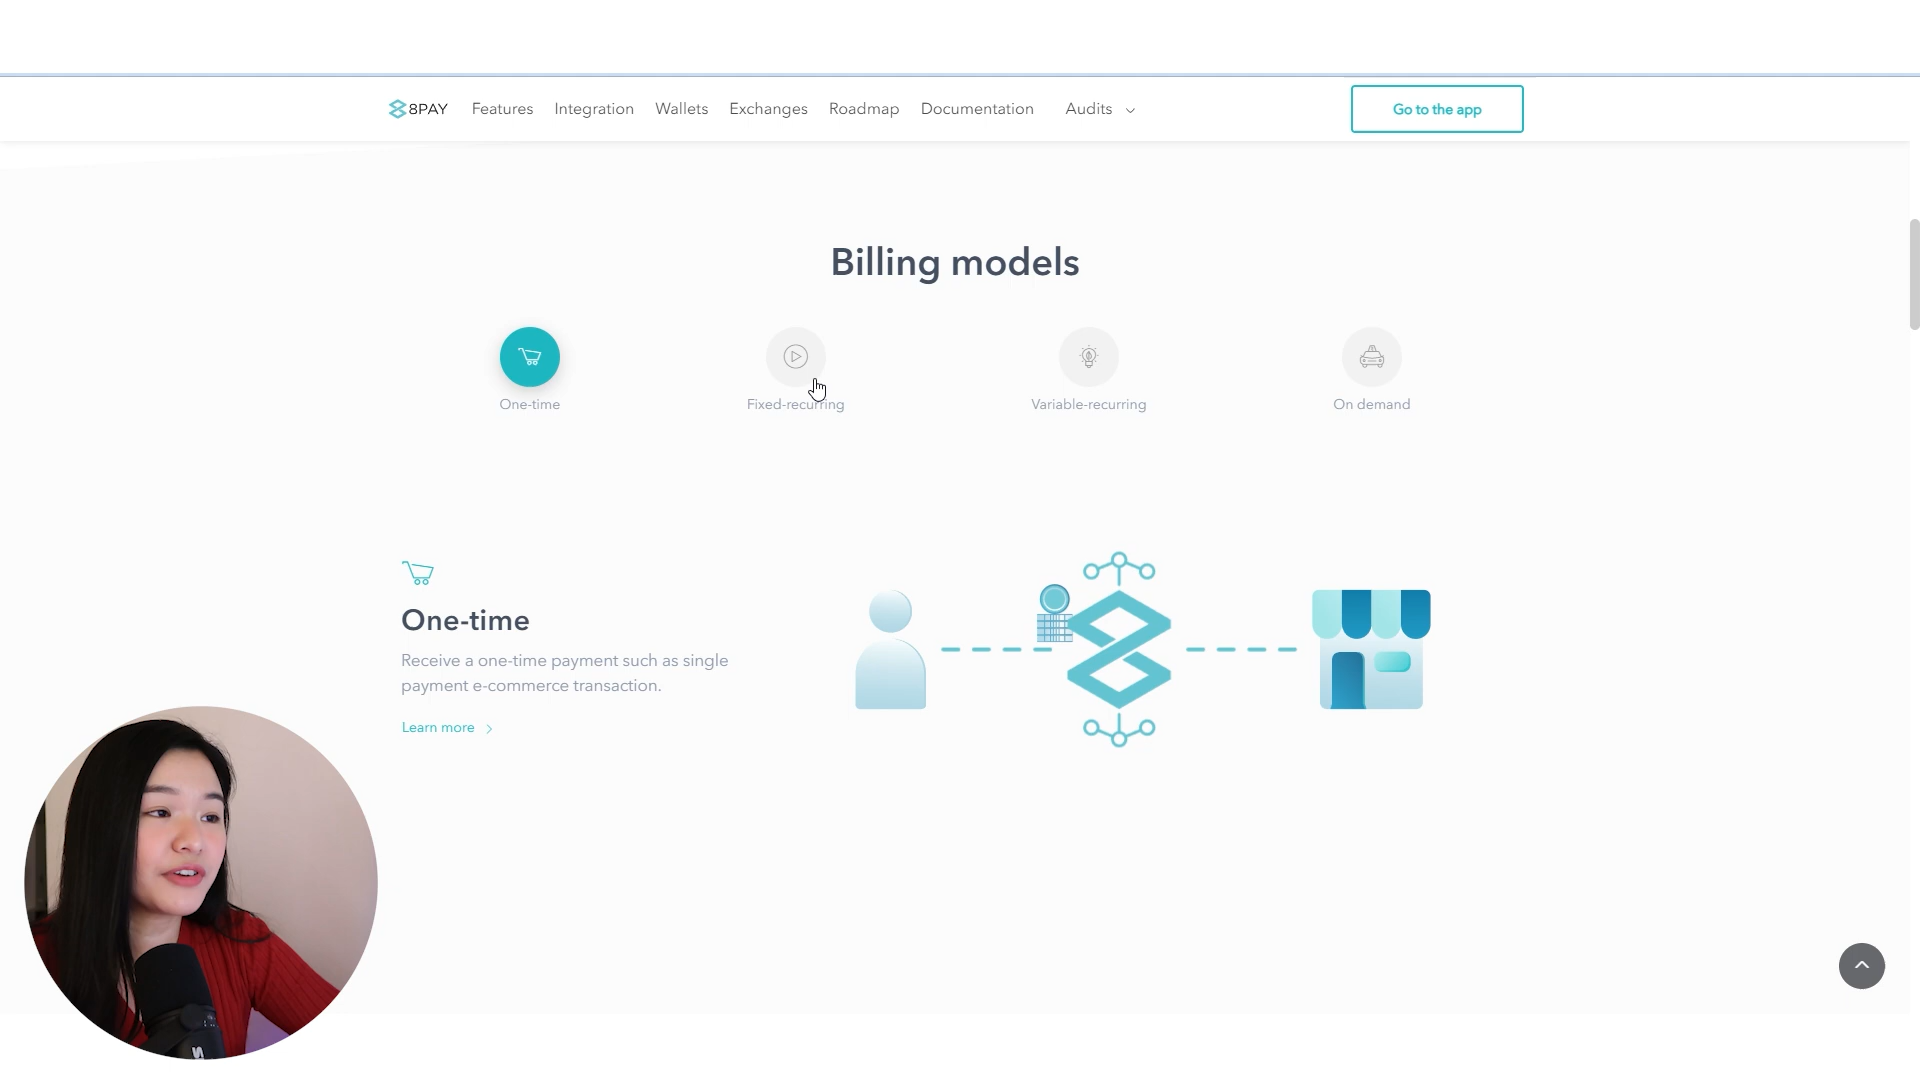 8PAY Features Integration Wallets Exchanges Roadmap Documentation Audits Go to the app
Billing models
One-time Fixed-recurring Variable-recurring On demand
One-time
Receive a one-time payment such as single
payment e-commerce transaction.
Learn more